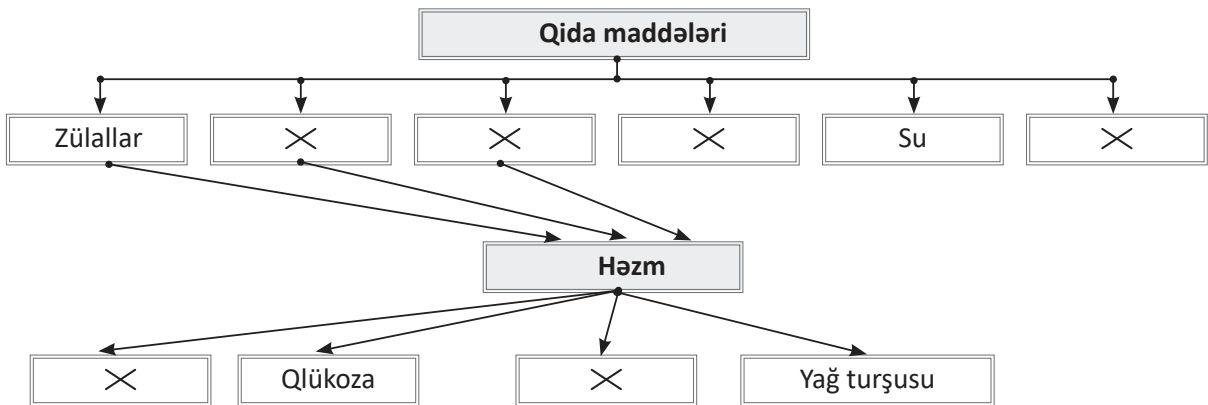 Qida maddələri
Zülallar
Su
Həzm
Qlükoza
Yağ turşusu